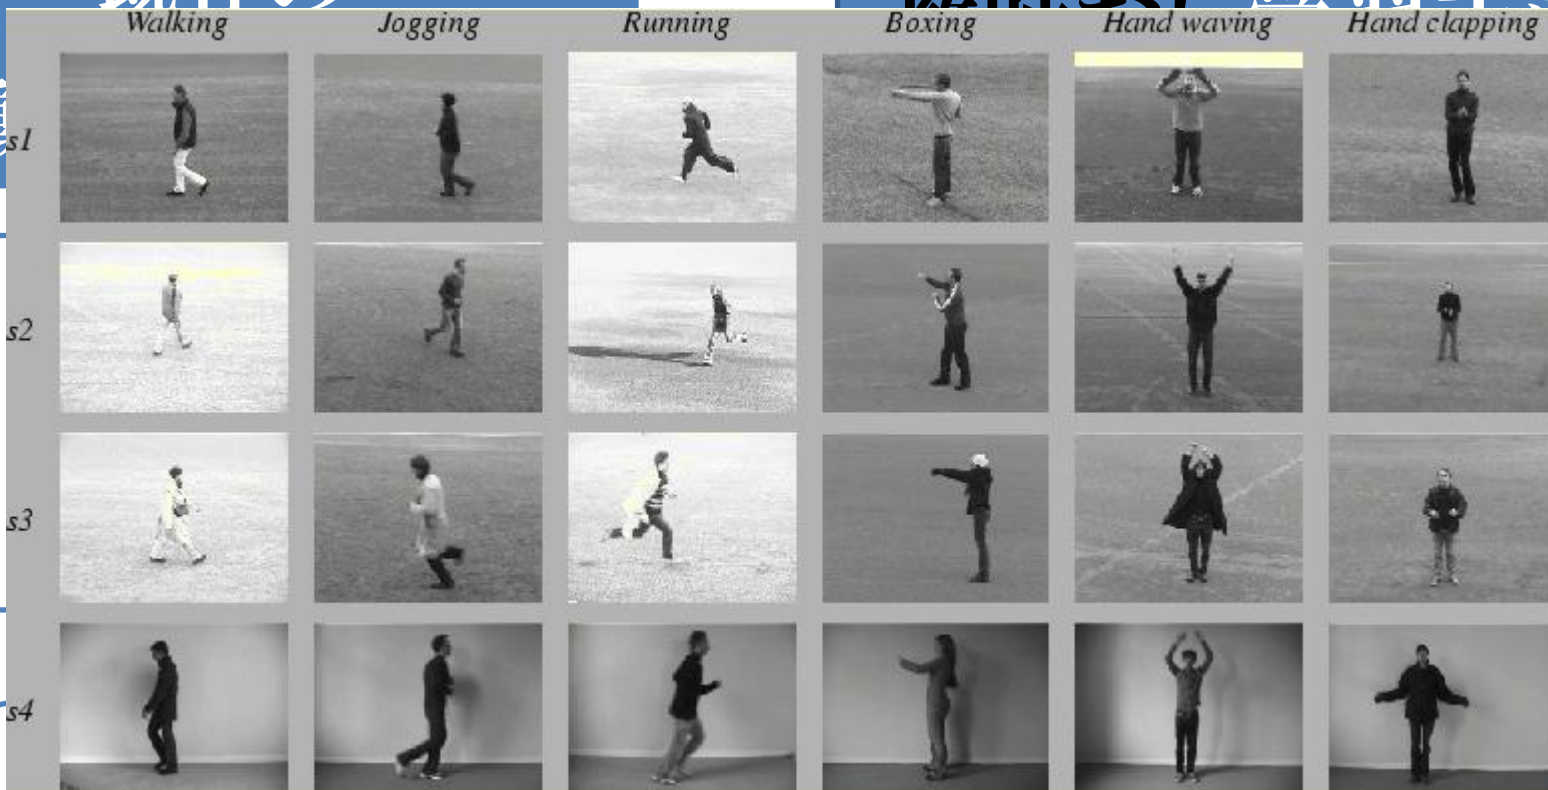 Walking Jogging Running Boxing Hand waving Hand clapping
s1
s2
s3
s4